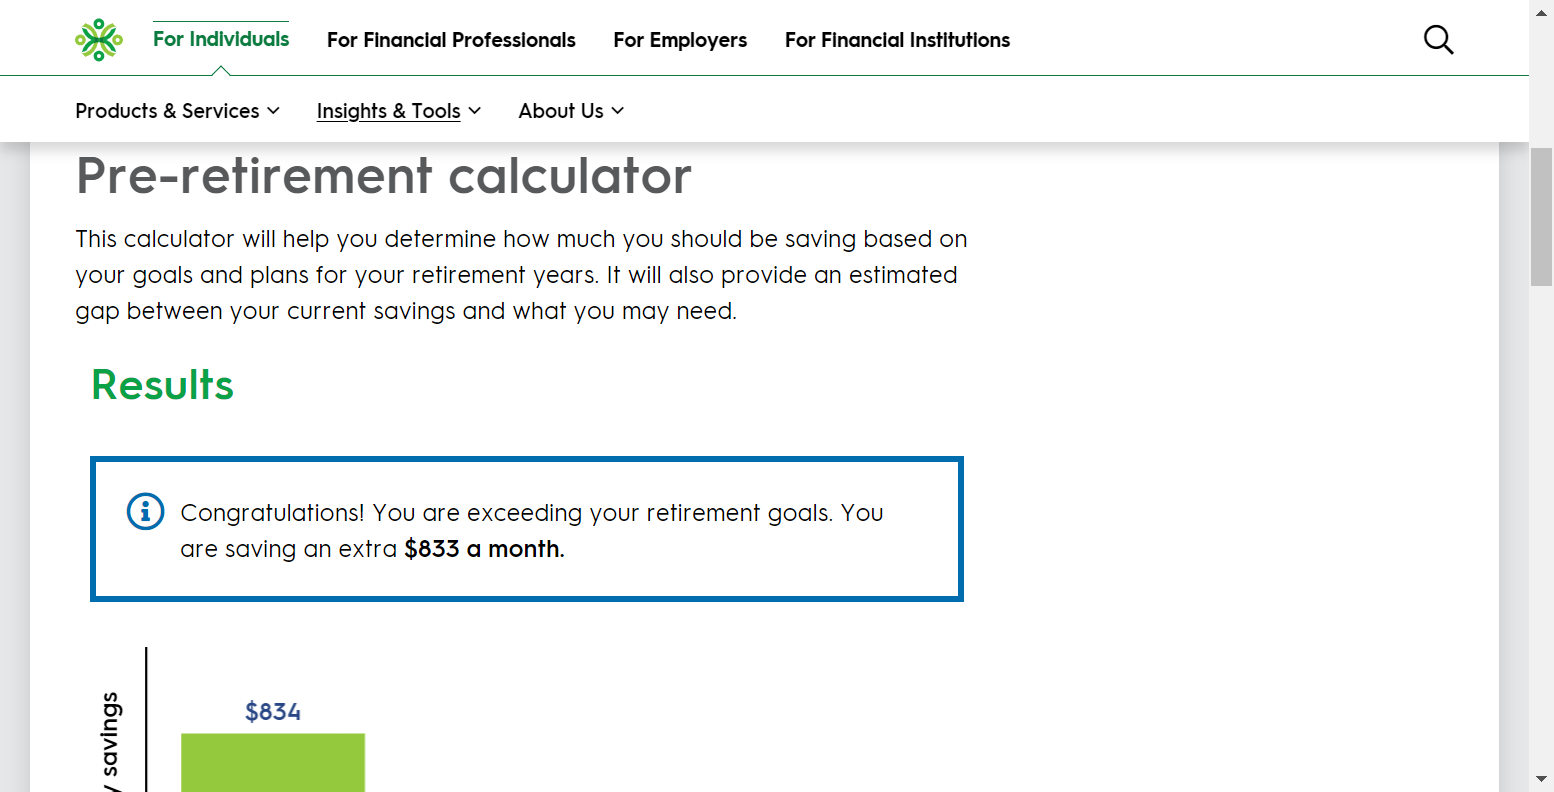 For Individuals For Financial Professionals For Employers For Financial Institutions
Products & Services Insights & Tools About Us
Pre-retirement calculator
This calculator will help you determine how much you should be saving based on
your goals and plans for your retirement years. It will also provide an estimated
gap between your current savings and what you may need.
Results
Congratulations! You are exceeding your retirement goals. You
are saving an extra $833 a month.
$834
savings